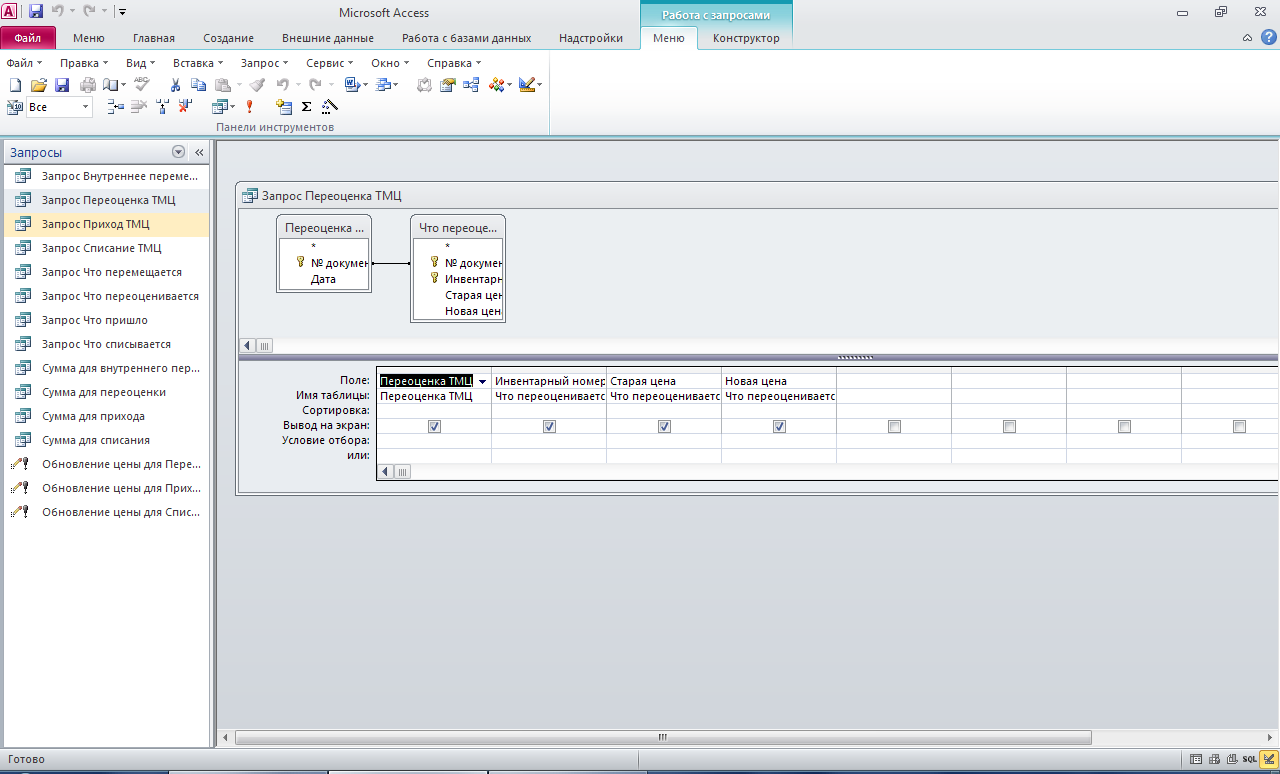 Microsoft Access
Работа с запросами
Файл Меню Главная Создание Внешние данные Работа с базами данных Надстройки Меню Конструктор
Файл Правка Вид Вставка Запрос Сервис Окно Справка
Все
Панели инструментов
Запросы
Запрос Внутреннее переме...
Запрос Переоценка ТМЦ
Запрос Приход ТМЦ
Запрос Списание ТМЦ
Запрос Что перемещается
Запрос Что переоценивается
Запрос Что пришло
Запрос Что списывается
Сумма для внутреннего пер...
Сумма для переоценки
Сумма для прихода
Сумма для списания
Обновление цены для Пере...
Обновление цены для Прих...
Обновление цены для Спис...
Запрос Переоценка ТМЦ
Переоценка ...
*
№ докумен
Дата
Что переоце...
*
№ докумен
Инвентарн
Старая цен
Новая цен
Поле: Переоценка ТМЦ Инвентарный номер Старая цена Новая цена
Имя таблицы: Переоценка ТМЦ Что переоцениваетс Что переоцениваетс Что переоцениваетс
Сортировка:
Вывод на экран:
Условие отбора:
или:
Готово
SQL